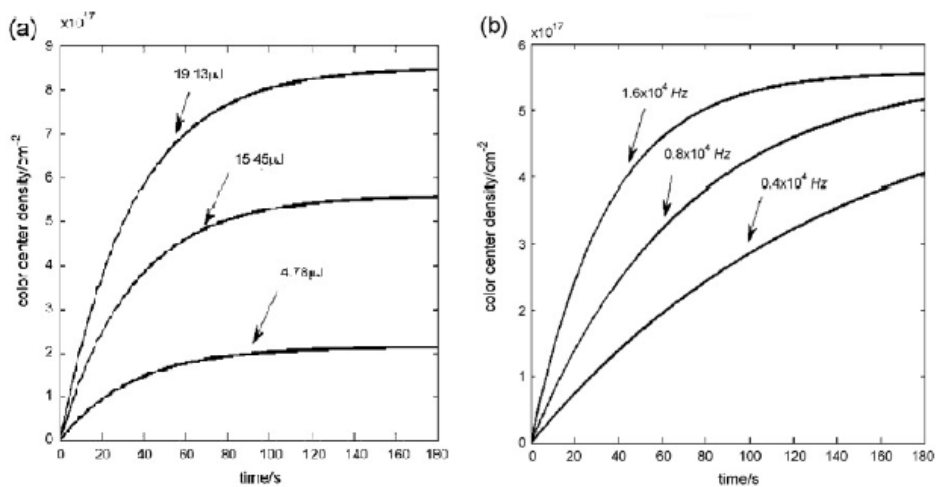 (a)
x10^17
9
8
7
6
5
4
3
2
1
0
color center density/cm^-2
19.13μJ
15.45μJ
4.78μJ
0 20 40 60 80 100 120 140 160 180
time/s
(b)
x10^17
6
5
4
3
2
1
0
color center density/cm^-2
1.6x10^4 Hz
0.8x10^4 Hz
0.4x10^4 Hz
0 20 40 60 80 100 120 140 160 180
time/s